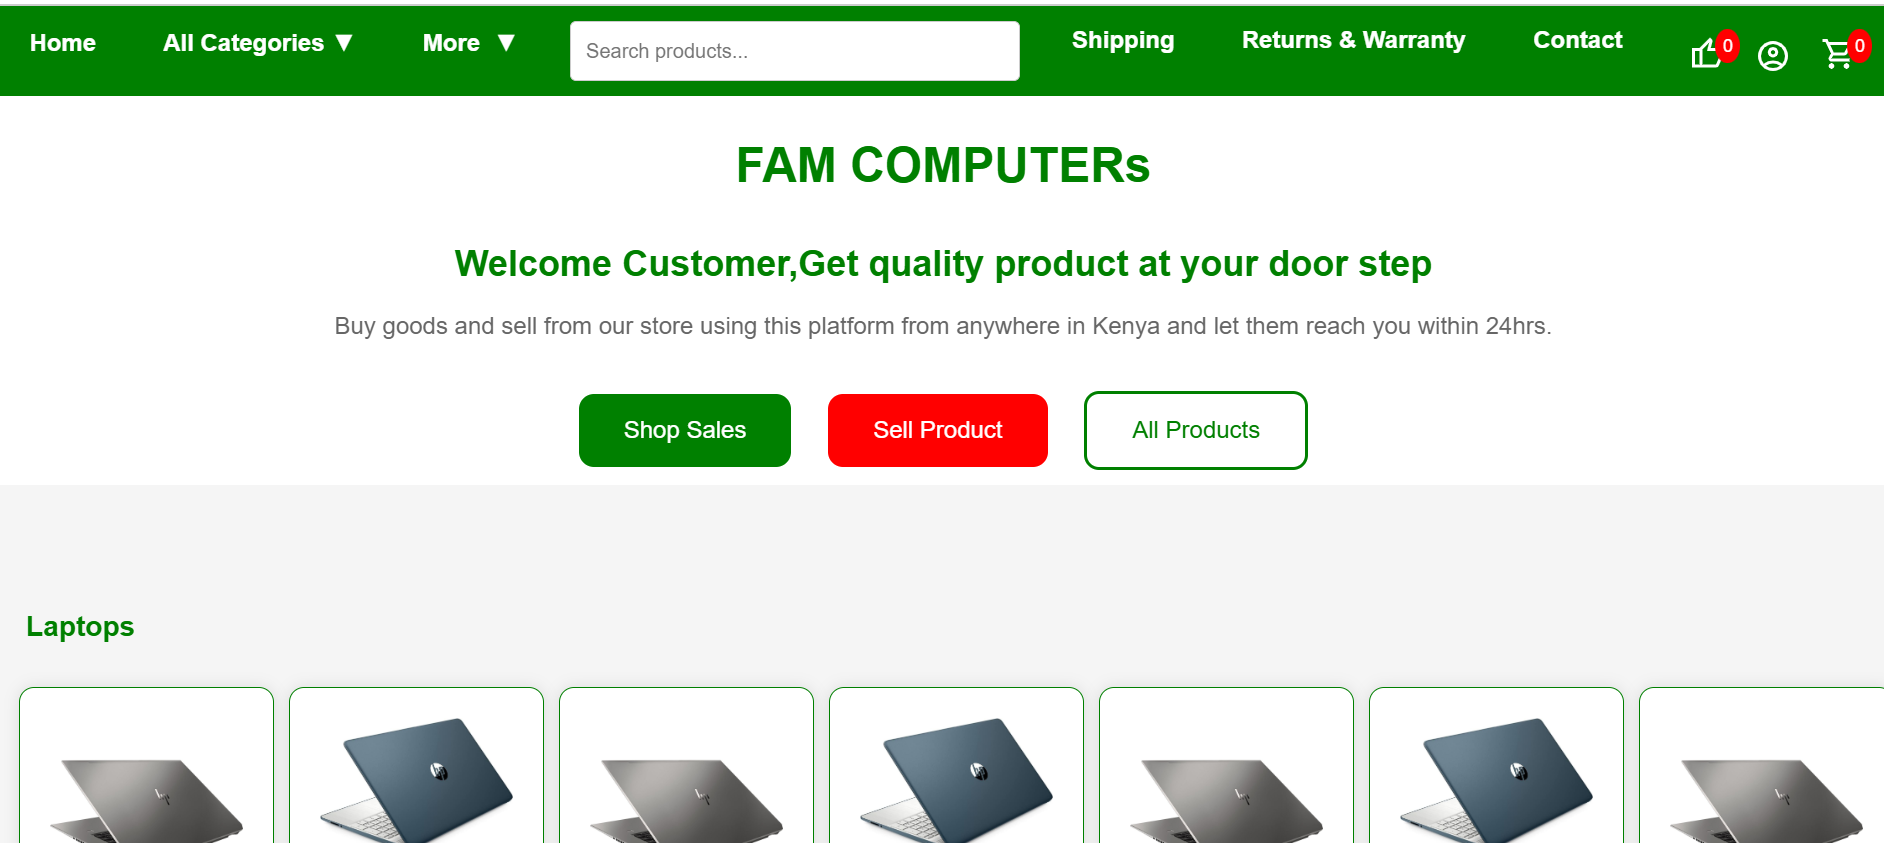 Home All Categories ▼ More ▼ Search products... Shipping Returns & Warranty Contact 0 0
FAM COMPUTERs
Welcome Customer,Get quality product at your door step
Buy goods and sell from our store using this platform from anywhere in Kenya and let them reach you within 24hrs.
Shop Sales Sell Product All Products
Laptops